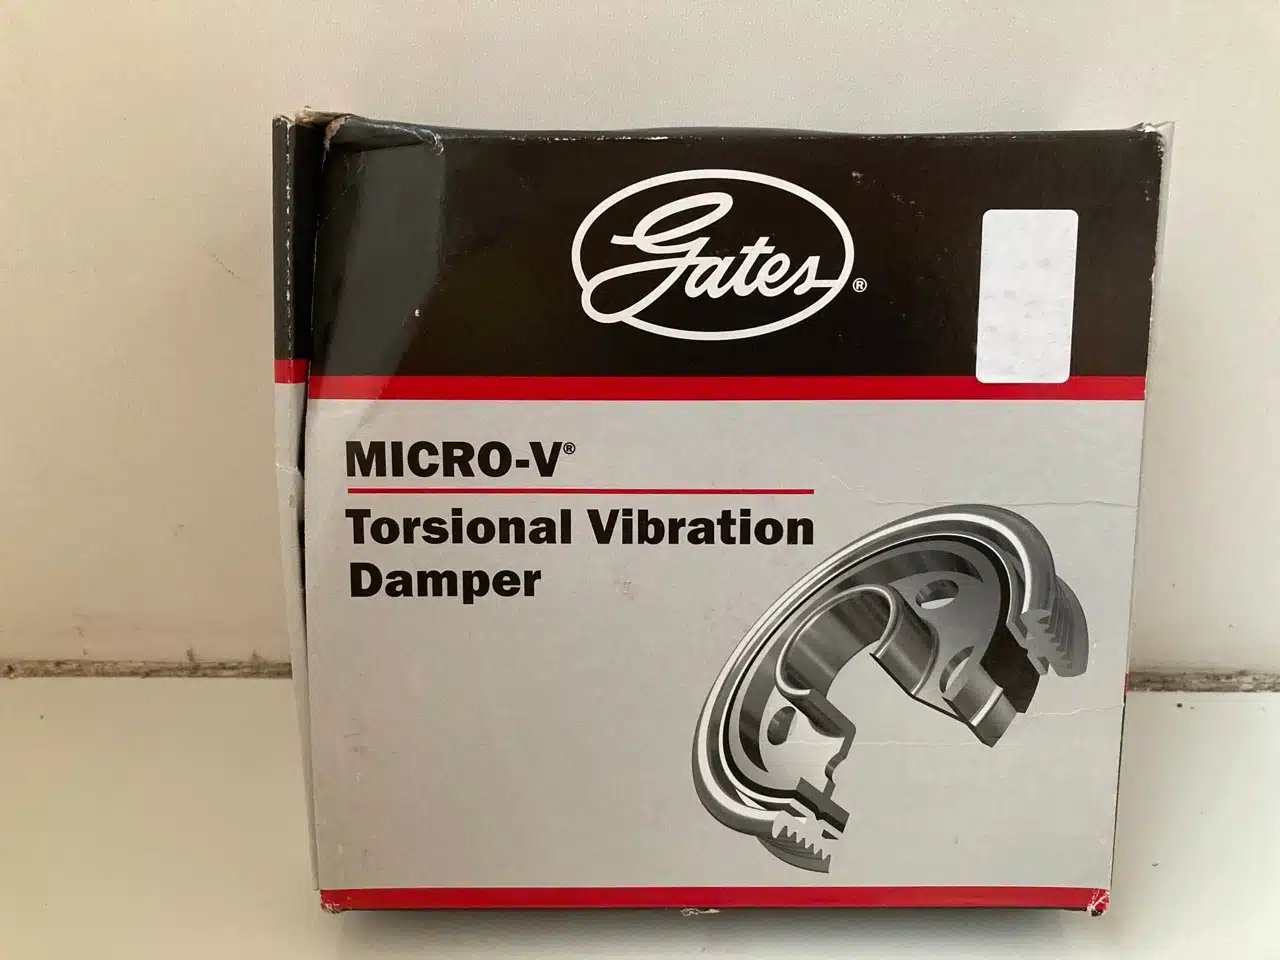 Gates®
MICRO-V®
Torsional Vibration
Damper